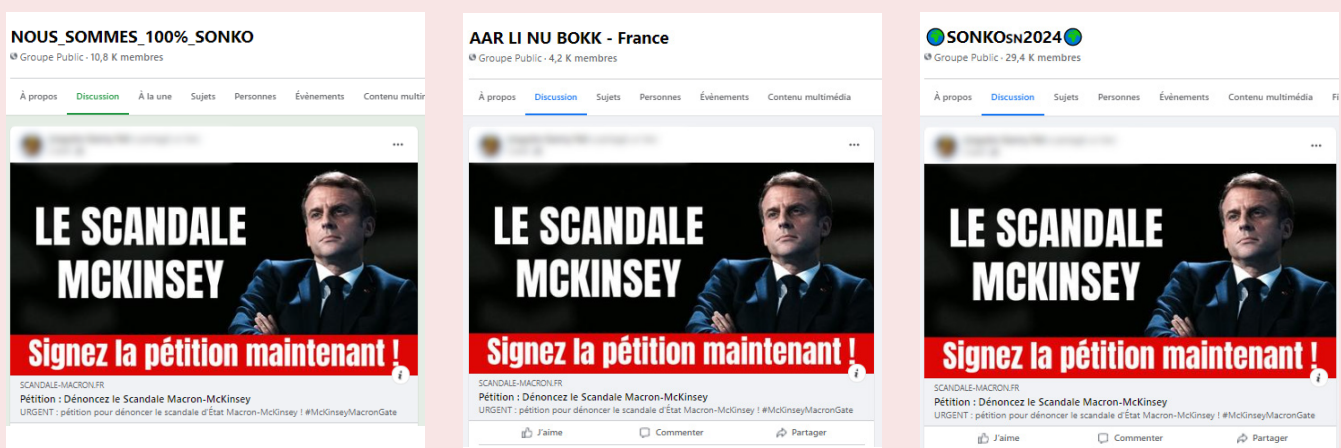 NOUS_SOMMES_100%_SONKO
Groupe Public · 10,8 K membres
À propos Discussion À la une Sujets Personnes Évènements Contenu multir
LE SCANDALE
MCKINSEY
Signez la pétition maintenant !
SCANDALE-MACRON.FR
Pétition : Dénoncez le Scandale Macron-McKinsey
URGENT : pétition pour dénoncer le scandale d'État Macron-McKinsey ! #McKinseyMacronGate
AAR LI NU BOKK - France
Groupe Public · 4,2 K membres
À propos Discussion Sujets Personnes Évènements Contenu multimédia
LE SCANDALE
MCKINSEY
Signez la pétition maintenant !
SCANDALE-MACRON.FR
Pétition : Dénoncez le Scandale Macron-McKinsey
URGENT : pétition pour dénoncer le scandale d'État Macron-McKinsey ! #McKinseyMacronGate
J'aime Commenter Partager
🌍SONKOSN2024🌍
Groupe Public · 29,4 K membres
À propos Discussion Sujets Personnes Évènements Contenu multimédia Fi
LE SCANDALE
MCKINSEY
Signez la pétition maintenant !
SCANDALE-MACRON.FR
Pétition : Dénoncez le Scandale Macron-McKinsey
URGENT : pétition pour dénoncer le scandale d'État Macron-McKinsey ! #McKinseyMacronGate
J'aime Commenter Partager